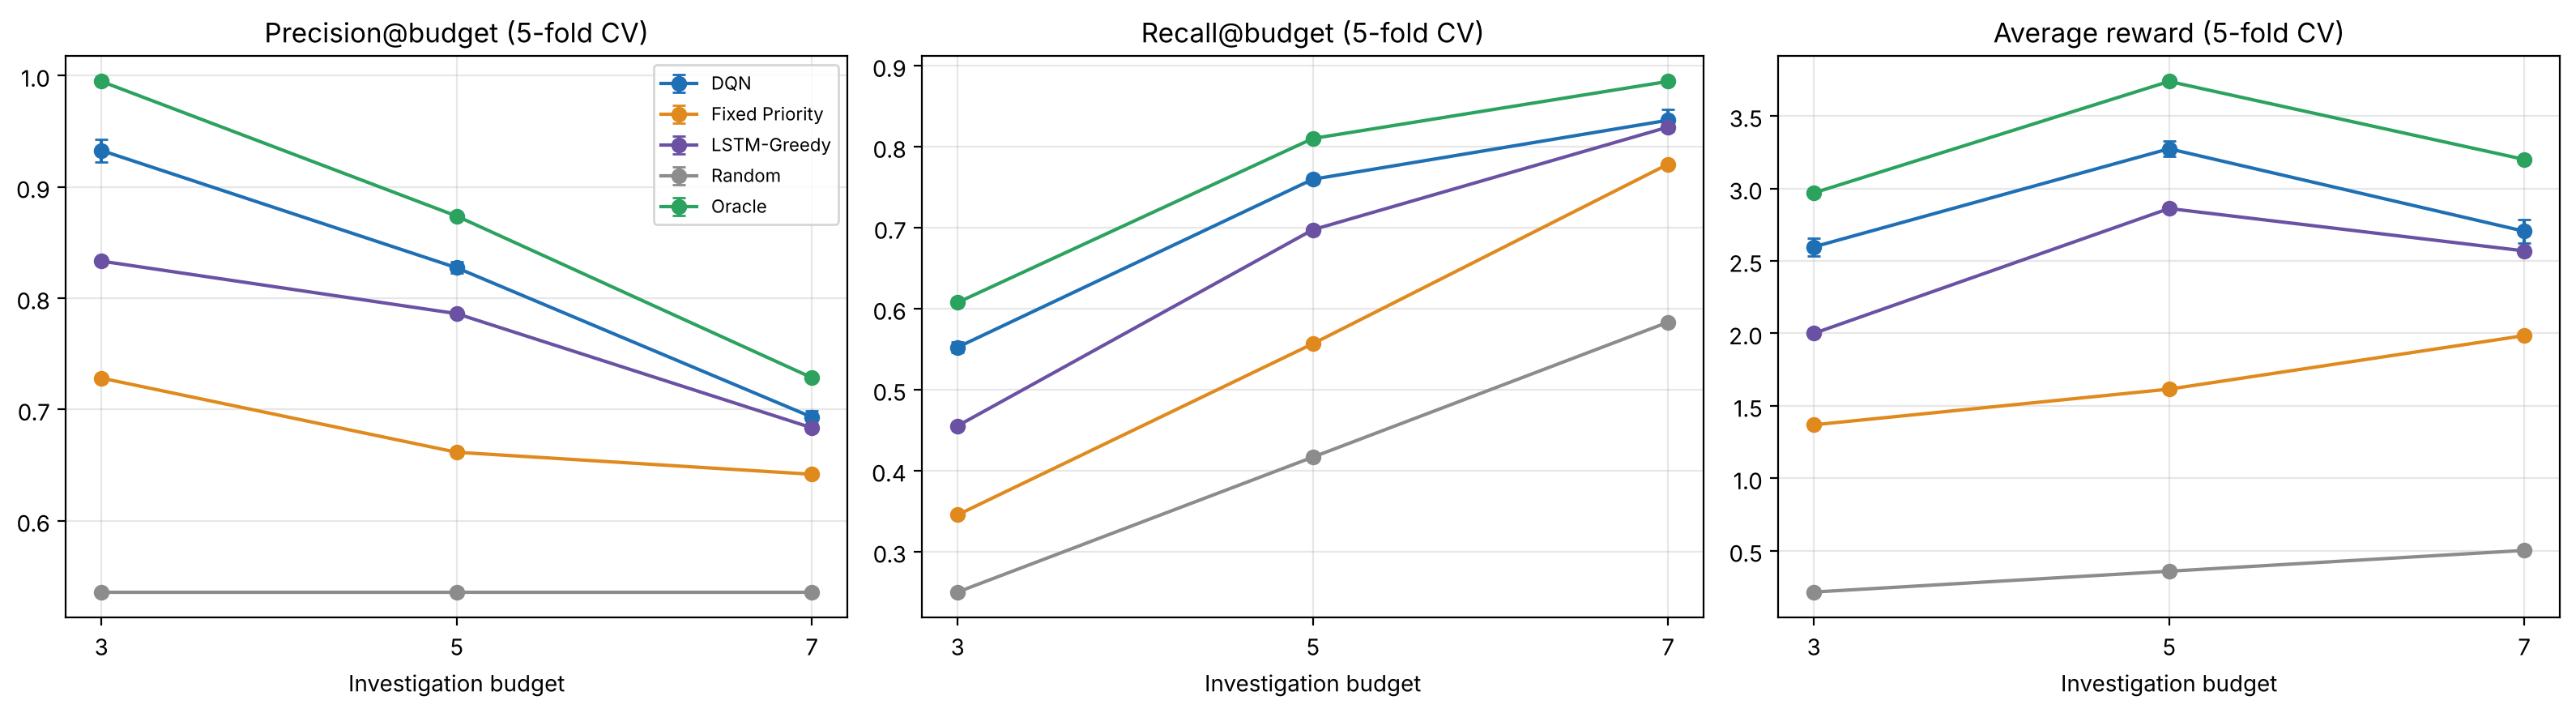 Precision@budget (5-fold CV)
1.0
0.9
0.8
0.7
0.6
3
5
7
Investigation budget
DQN
Fixed Priority
LSTM-Greedy
Random
Oracle
Recall@budget (5-fold CV)
0.9
0.8
0.7
0.6
0.5
0.4
0.3
3
5
7
Investigation budget
Average reward (5-fold CV)
3.5
3.0
2.5
2.0
1.5
1.0
0.5
3
5
7
Investigation budget